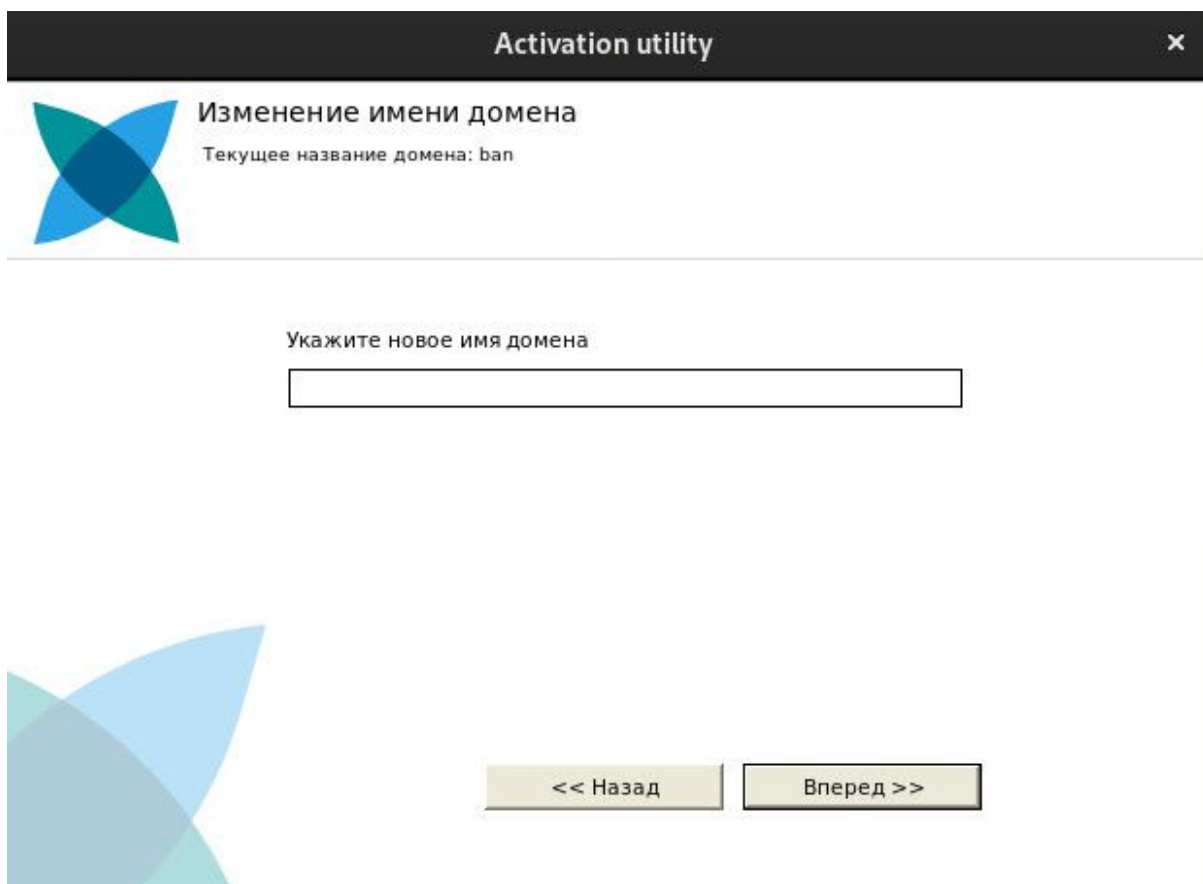 Activation utility
×
Изменение имени домена
Текущее название домена: ban
Укажите новое имя домена
<< Назад
Вперед >>